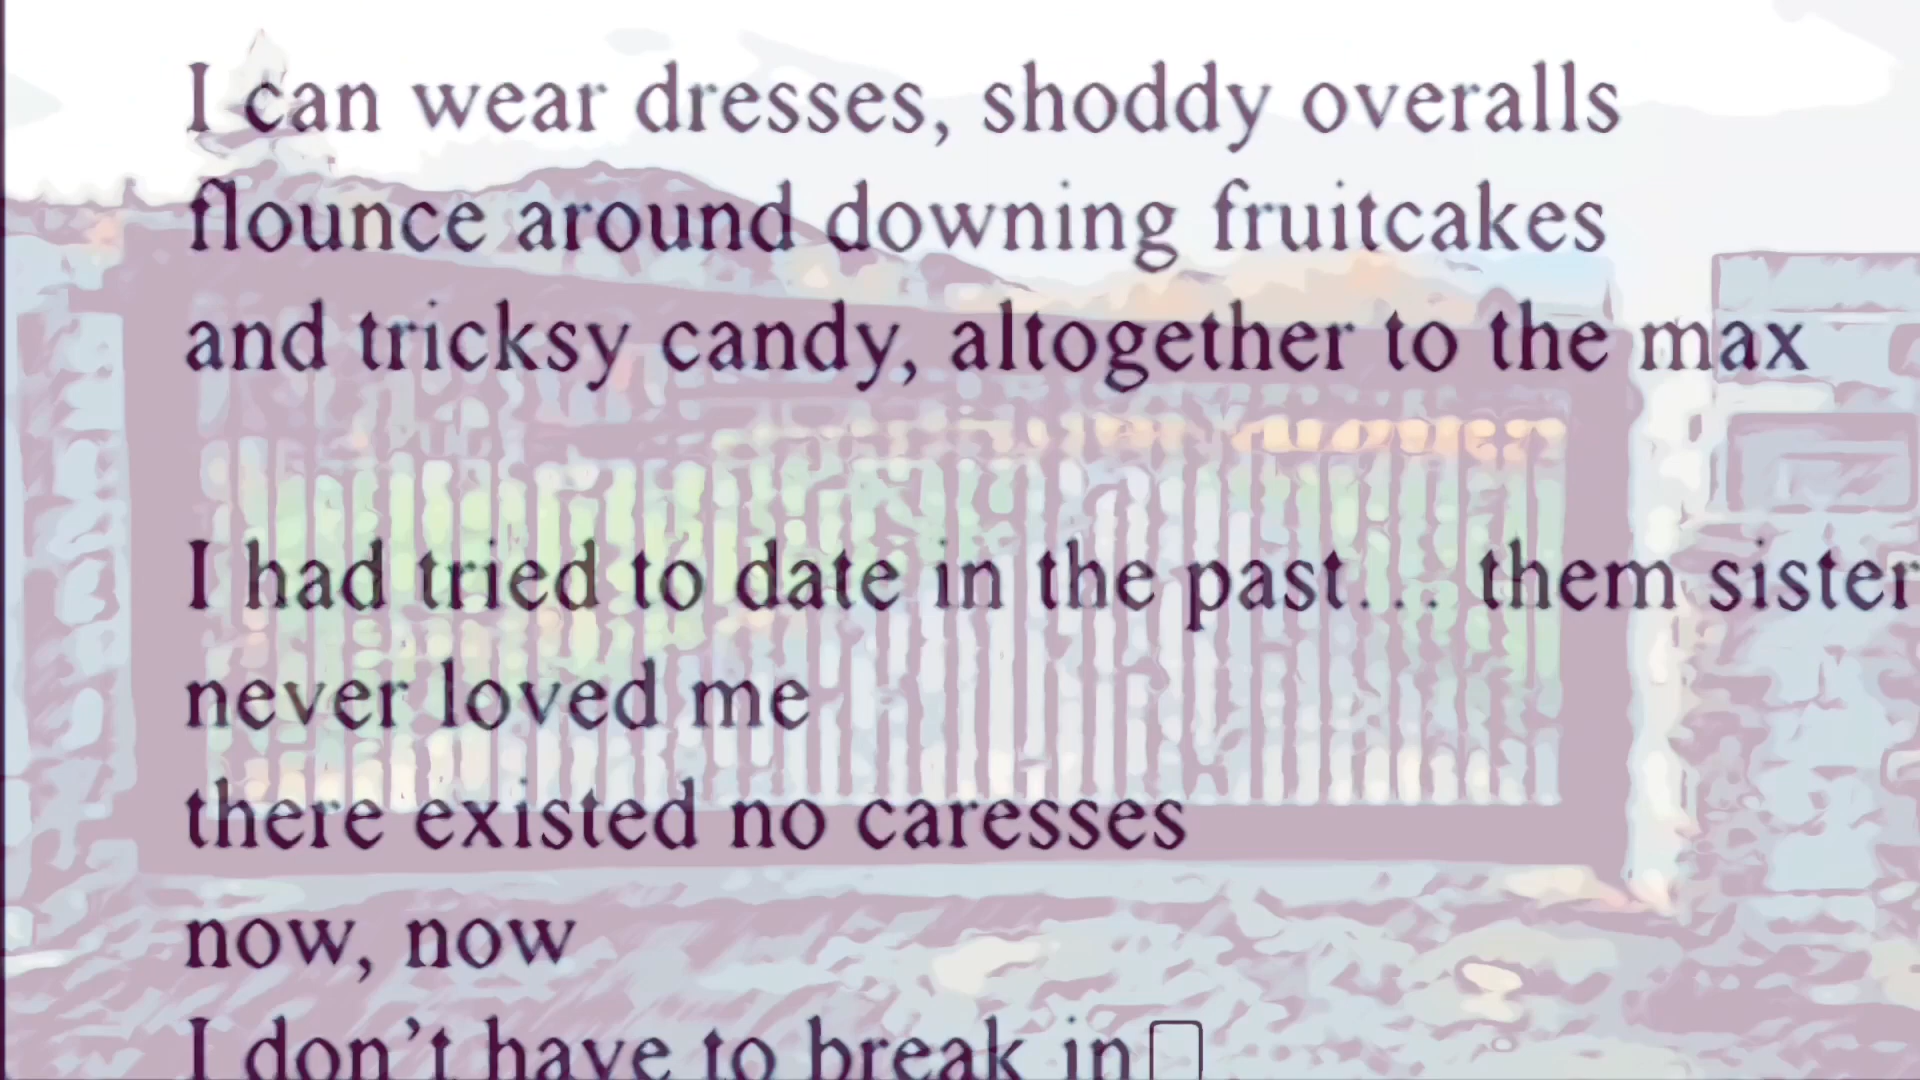 I can wear dresses, shoddy overalls
flounce around downing fruitcakes
and tricksy candy, altogether to the max
I had tried to date in the past… them sister
never loved me
there existed no caresses
now, now
I don’t have to break in